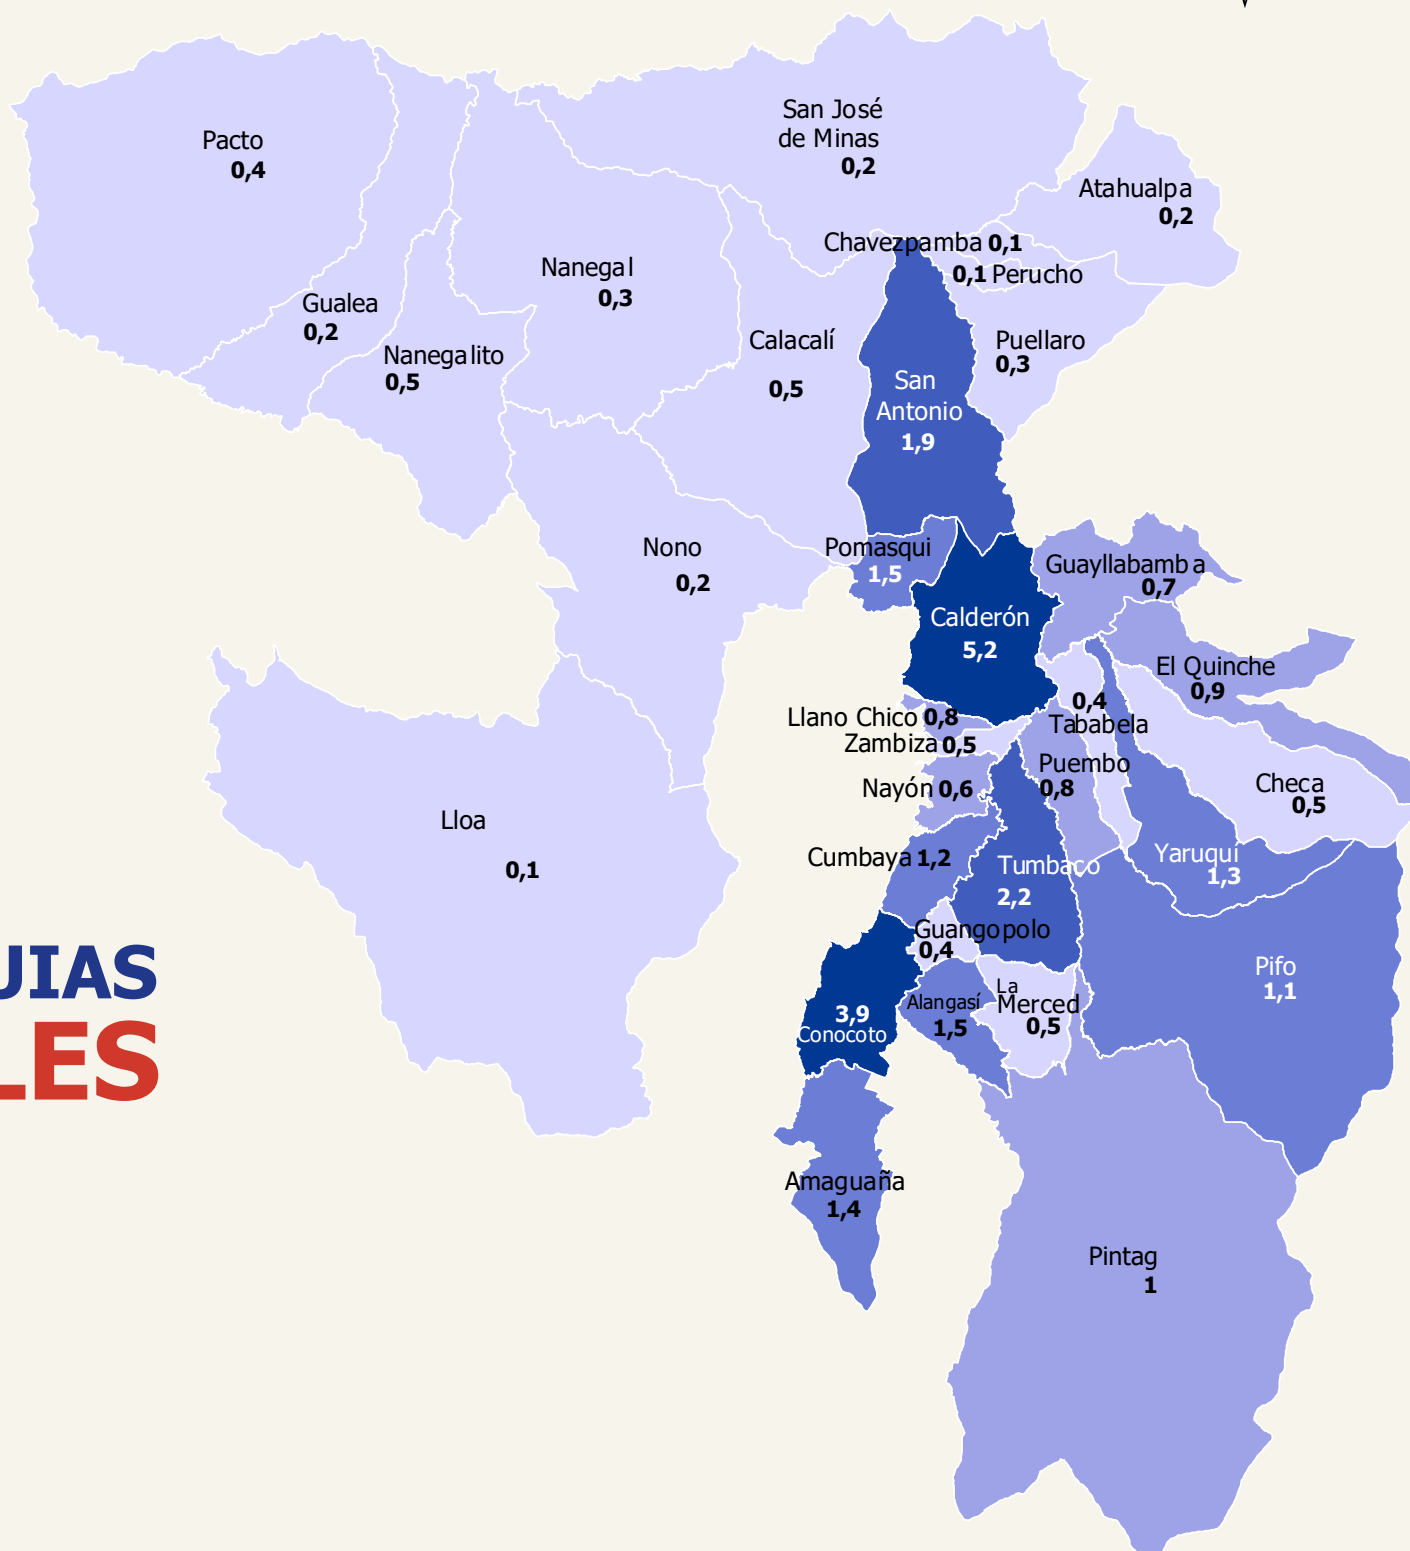 San José
de Minas
0,2
Pacto
0,4
Atahualpa
0,2
Chavezpamba 0,1
0,1 Perucho
Nanegal
0,3
Gualea
0,2
Nanegalito
0,5
Calacalí
0,5
Puellaro
0,3
San
Antonio
1,9
Nono
0,2
Pomasqui
1,5
Guayllabamba
0,7
Calderón
5,2
El Quinche
0,9
0,4
Tababela
Llano Chico 0,8
Zambiza 0,5
Puembo
0,8
Nayón 0,6
Checa
0,5
Lloa
0,1
Cumbaya 1,2
Tumbaco
2,2
Yaruqui
1,3
Guangopolo
0,4
UIAS
LES
Pifo
1,1
3,9
Conocoto
Alangasí
1,5
La
Merced
0,5
Amaguaña
1,4
Pintag
1